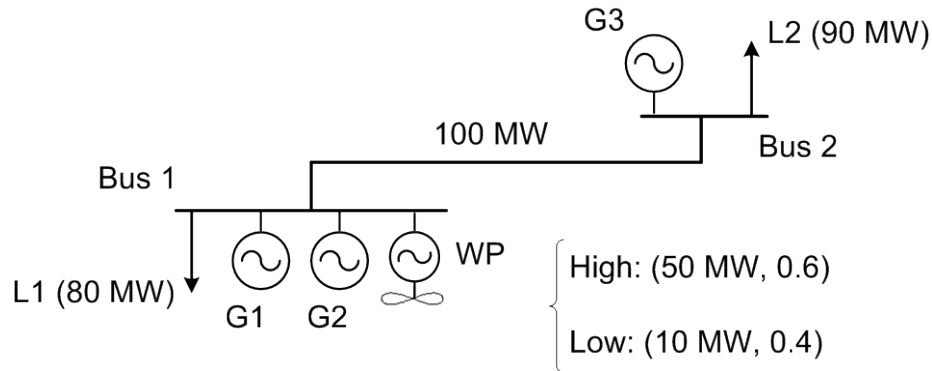 G3
L2 (90 MW)
100 MW
Bus 2
Bus 1
WP
High: (50 MW, 0.6)
L1 (80 MW)
G1
G2
Low: (10 MW, 0.4)